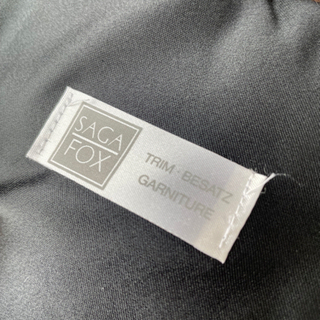 SAGA
FOX
TRIM · BESATZ
GARNITURE